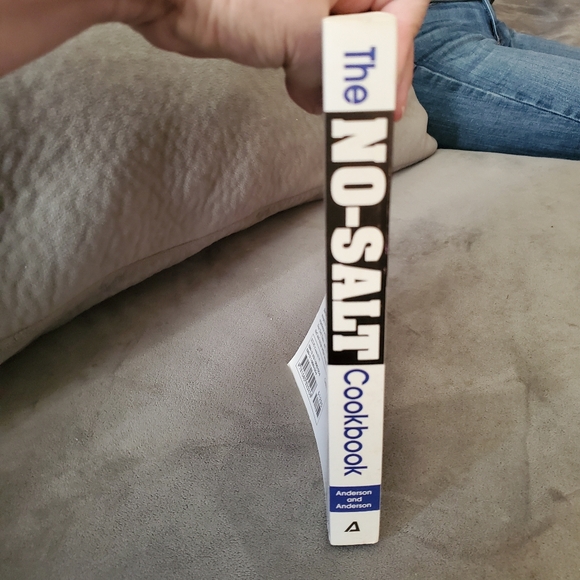 The NO-SALT Cookbook
Anderson
and
Anderson